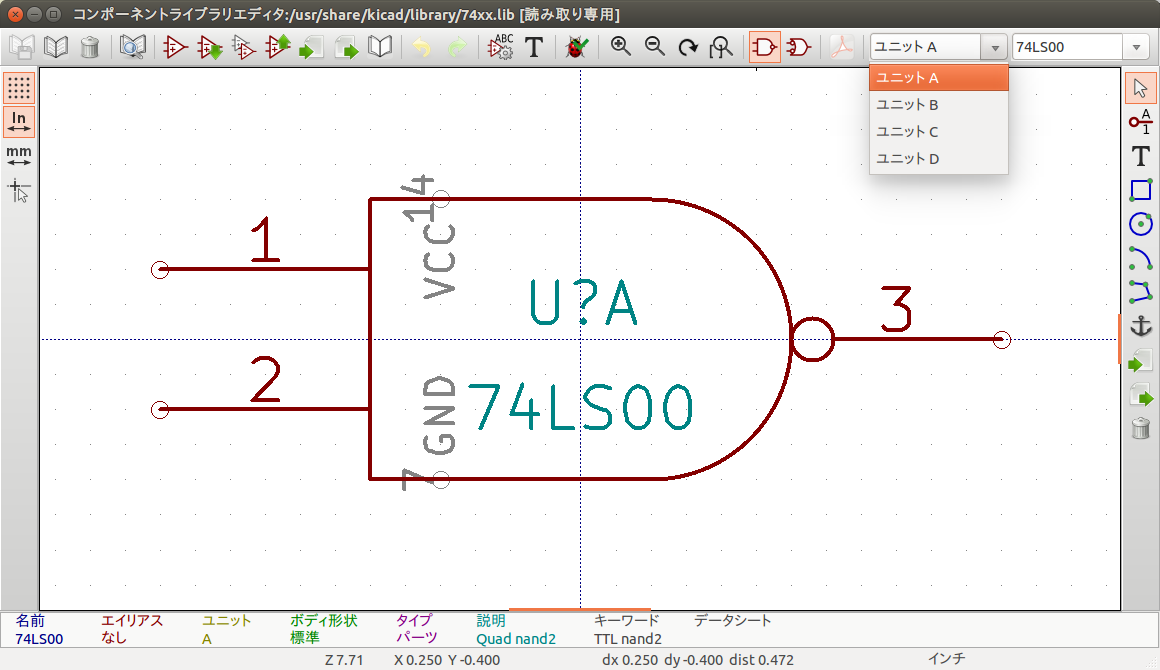 コンポーネントライブラリエディタ:/usr/share/kicad/library/74xx.lib [読み取り専用]
ABC
T
ユニット A
74LS00
ユニット A
ユニット B
ユニット C
ユニット D
In
mm
A
1
T
14
VCC
1
U?A
3
2
GND
74LS00
7
名前 エイリアス ユニット ボディ形状 タイプ 説明 キーワード データシート
74LS00 なし A 標準 パーツ Quad nand2 TTL nand2
Z 7.71 X 0.250 Y -0.400 dx 0.250 dy -0.400 dist 0.472 インチ